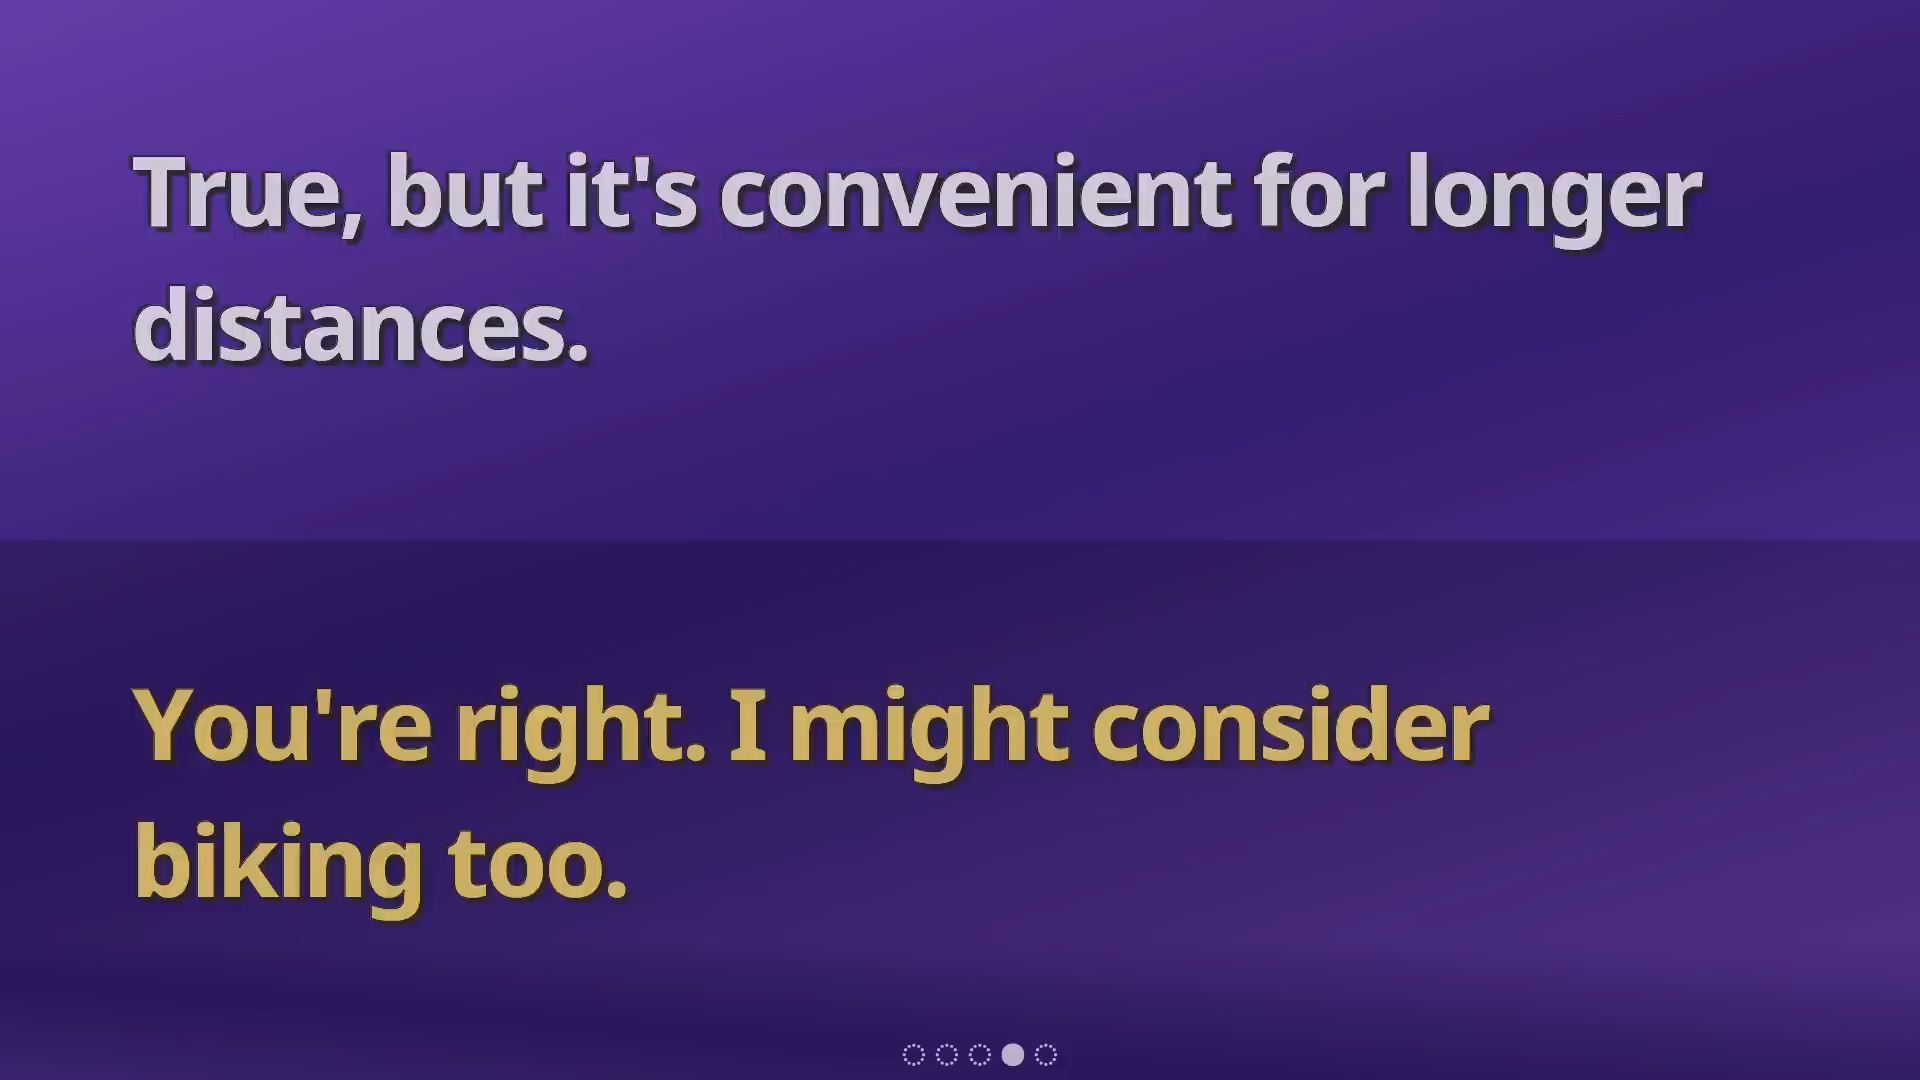 True, but it's convenient for longer
distances.
You're right. I might consider
biking too.